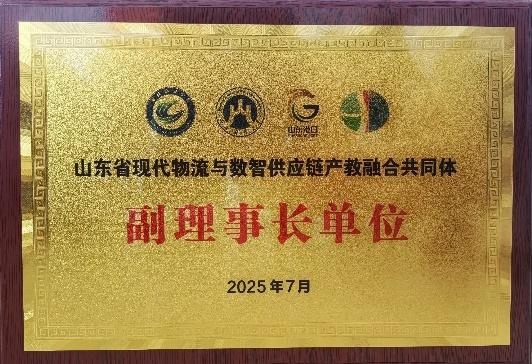 山东省现代物流与数智供应链产教融合共同体
副理事长单位
2025年7月